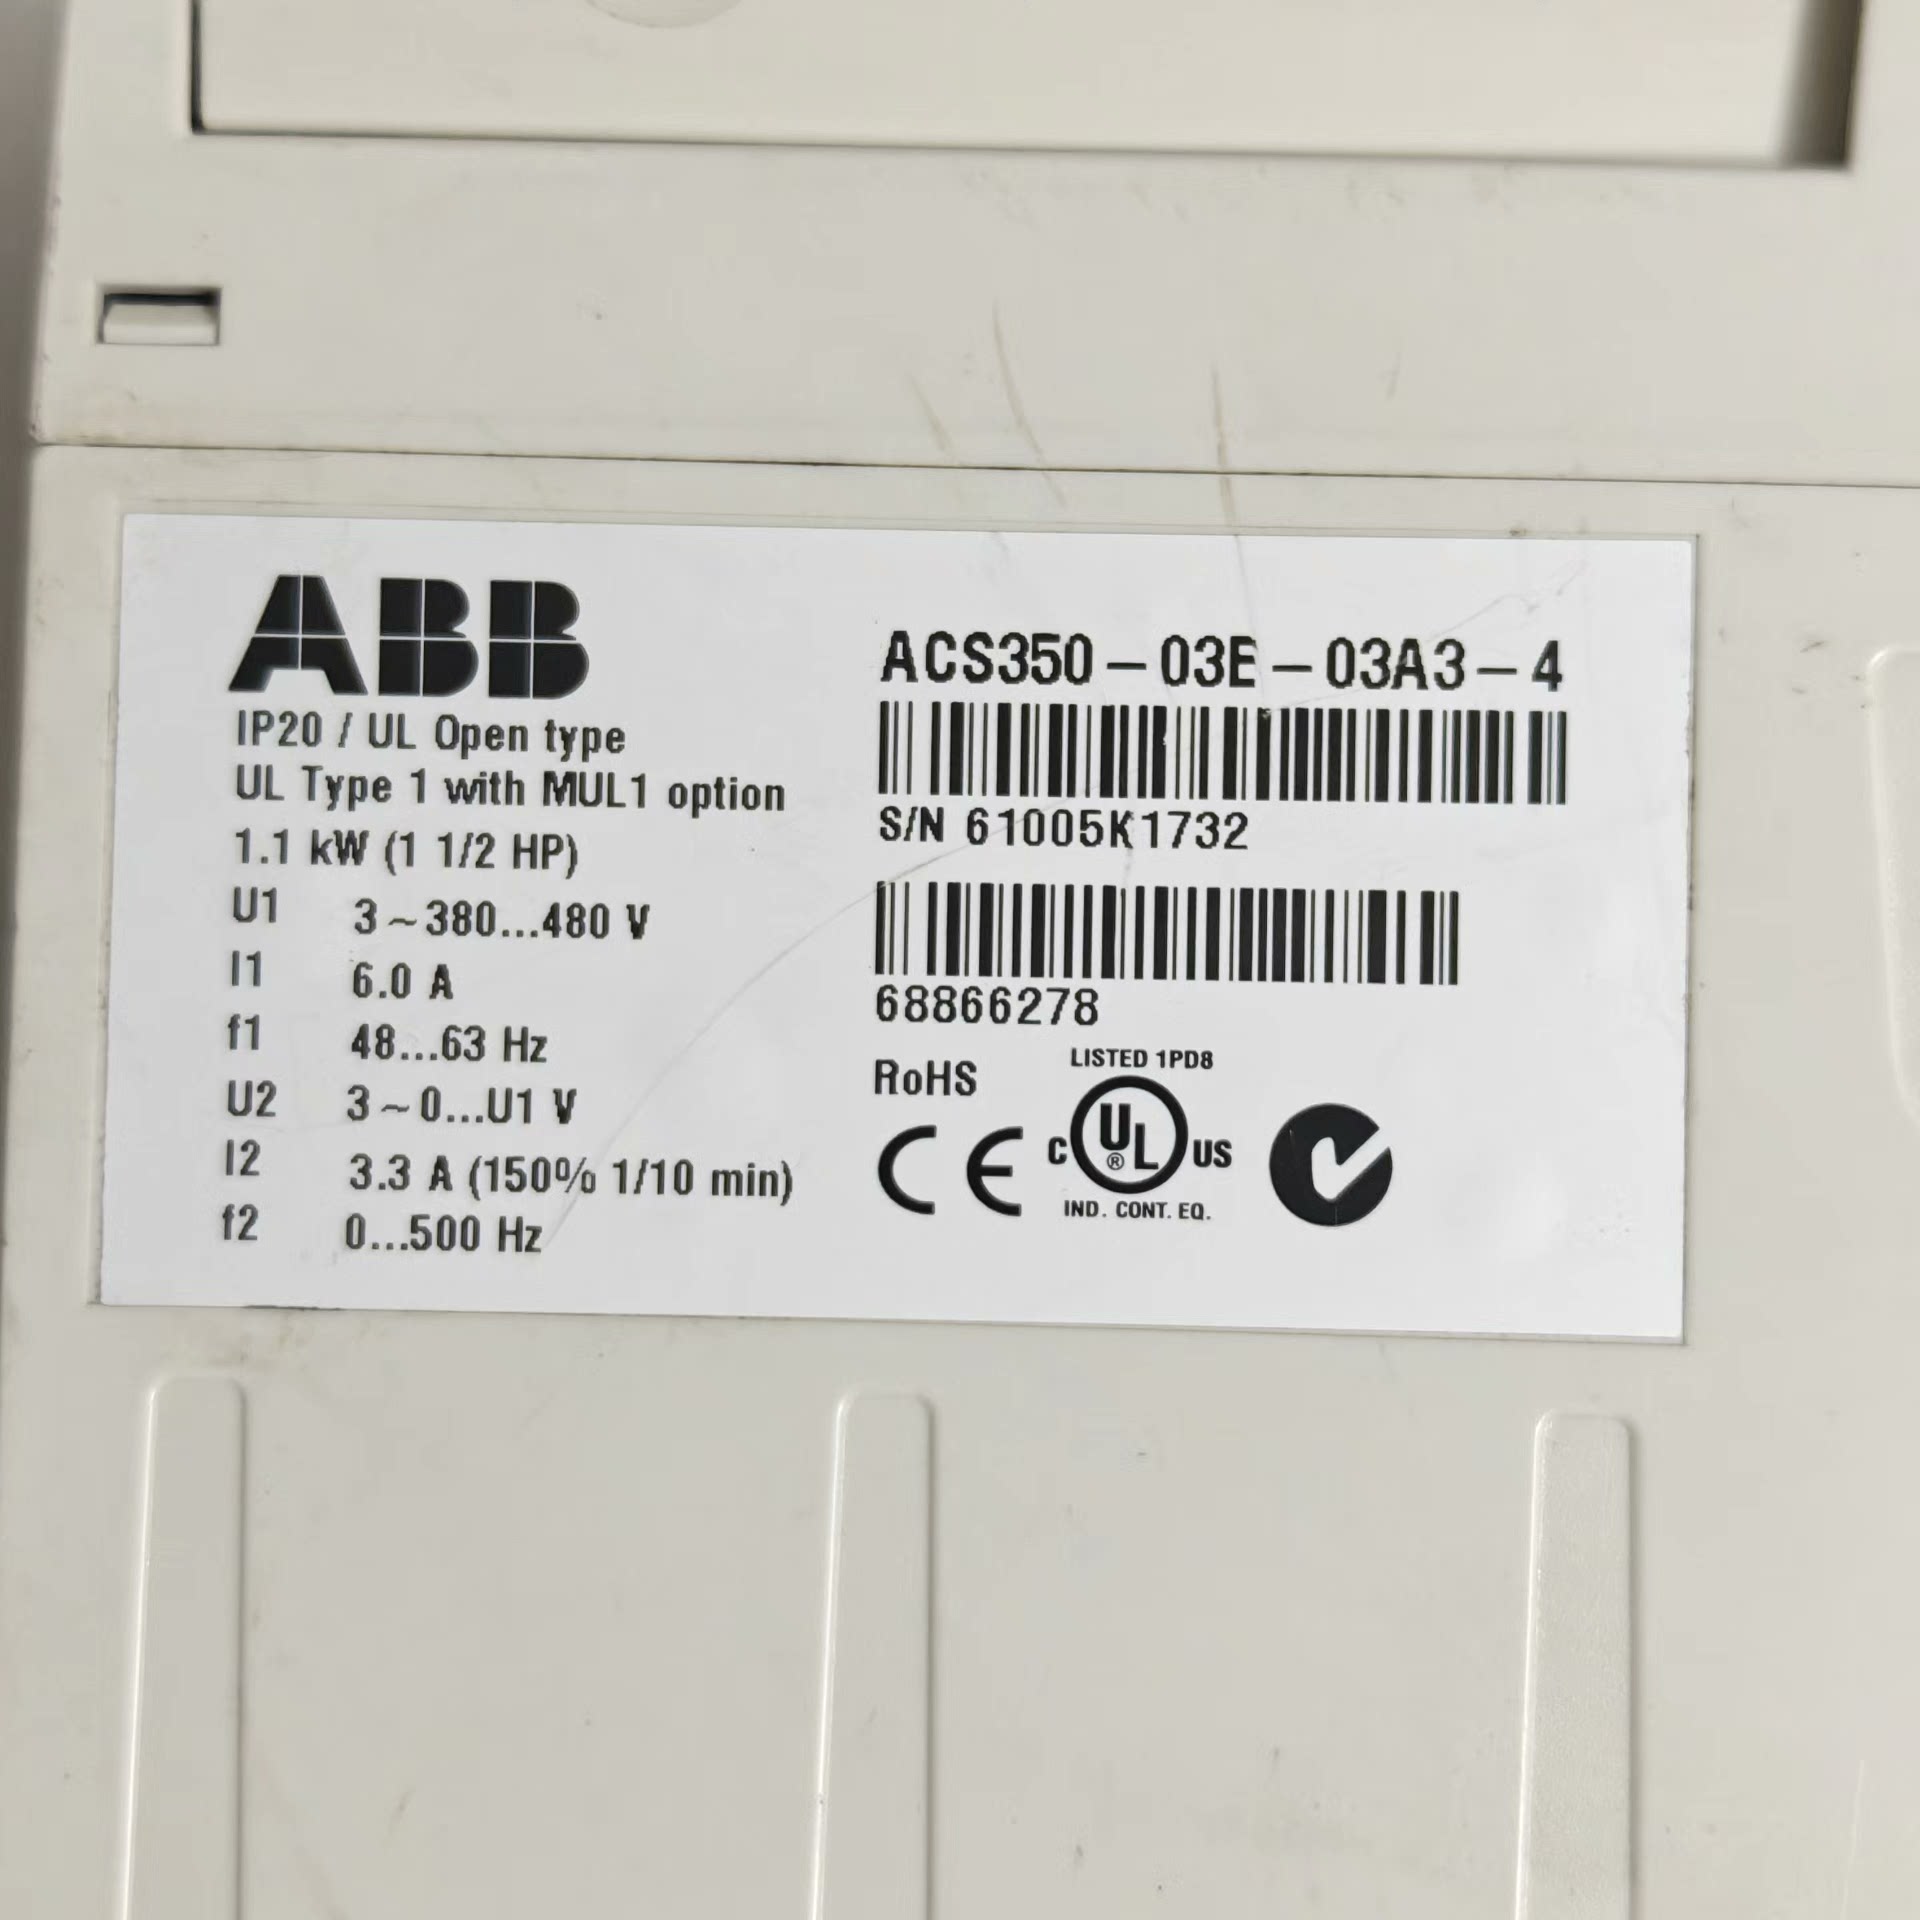 ABB
IP20 / UL Open type
UL Type 1 with MUL1 option
1.1 kW (1 1/2 HP)
U1 3~380...480 V
I1 6.0 A
f1 48...63 Hz
U2 3~0...U1 V
I2 3.3 A (150% 1/10 min)
f2 0...500 Hz
ACS350-03E-03A3-4
S/N 61005K1732
68866278
RoHS
LISTED 1PD8
CE
C UL ® US
IND. CONT. EQ.